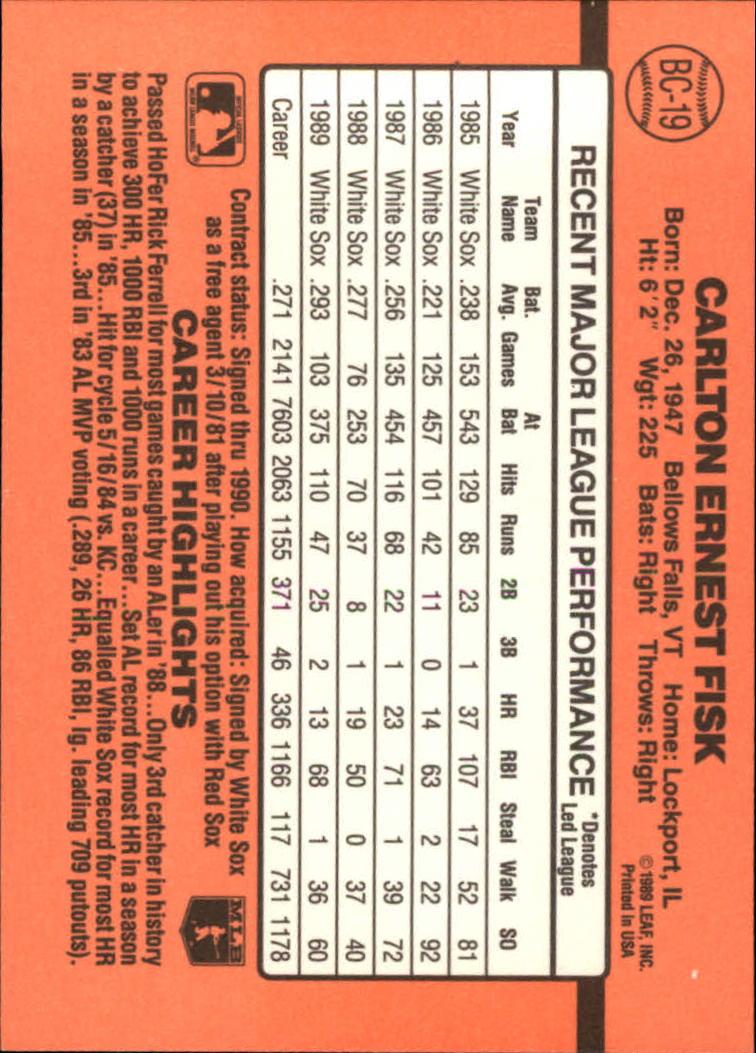 BC-19
CARLTON ERNEST FISK
Born: Dec. 26, 1947 Bellows Falls, VT Home: Lockport, IL
Ht: 6'2" Wgt: 225 Bats: Right Throws: Right
© 1989 LEAF, INC.
Printed in USA
RECENT MAJOR LEAGUE PERFORMANCE *Denotes Led League
Year Team Name Bat. Avg. Games At Bat Hits Runs 2B 3B HR RBI Steal Walk SO
1985 White Sox .238 153 543 129 85 23 1 37 107 17 52 81
1986 White Sox .221 125 457 101 42 11 0 14 63 2 22 92
1987 White Sox .256 135 454 116 68 22 1 23 71 1 39 72
1988 White Sox .277 76 253 70 37 8 1 19 50 0 37 40
1989 White Sox .293 103 375 110 47 25 2 13 68 1 36 60
Career .271 2141 7603 2063 1155 371 46 336 1166 117 731 1178
Contract status: Signed thru 1990. How acquired: Signed by White Sox
as a free agent 3/10/81 after playing out his option with Red Sox
MLB
CAREER HIGHLIGHTS
Passed HoFer Rick Ferrell for most games caught by an ALer in '88...Only 3rd catcher in history
to achieve 300 HR, 1000 RBI and 1000 runs in a career...Set AL record for most HR in a season
by a catcher (37) in '85...Hit for cycle 5/16/84 vs. KC...Equalled White Sox record for most HR
in a season in '85...3rd in '83 AL MVP voting (.289, 26 HR, 86 RBI, lg. leading 709 putouts).